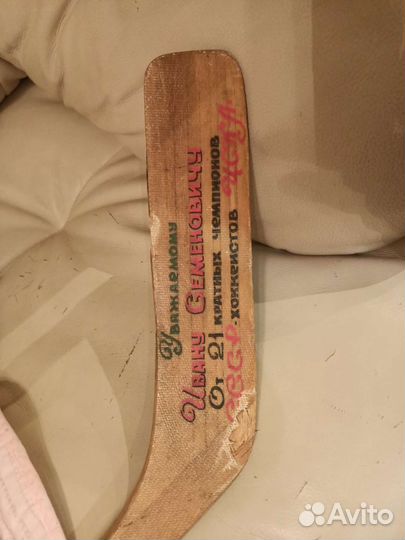 Уважаемому
Ивану Семеновичу
От 21 кратных чемпионов
СССР-хоккеистов ЦСКА
Avito